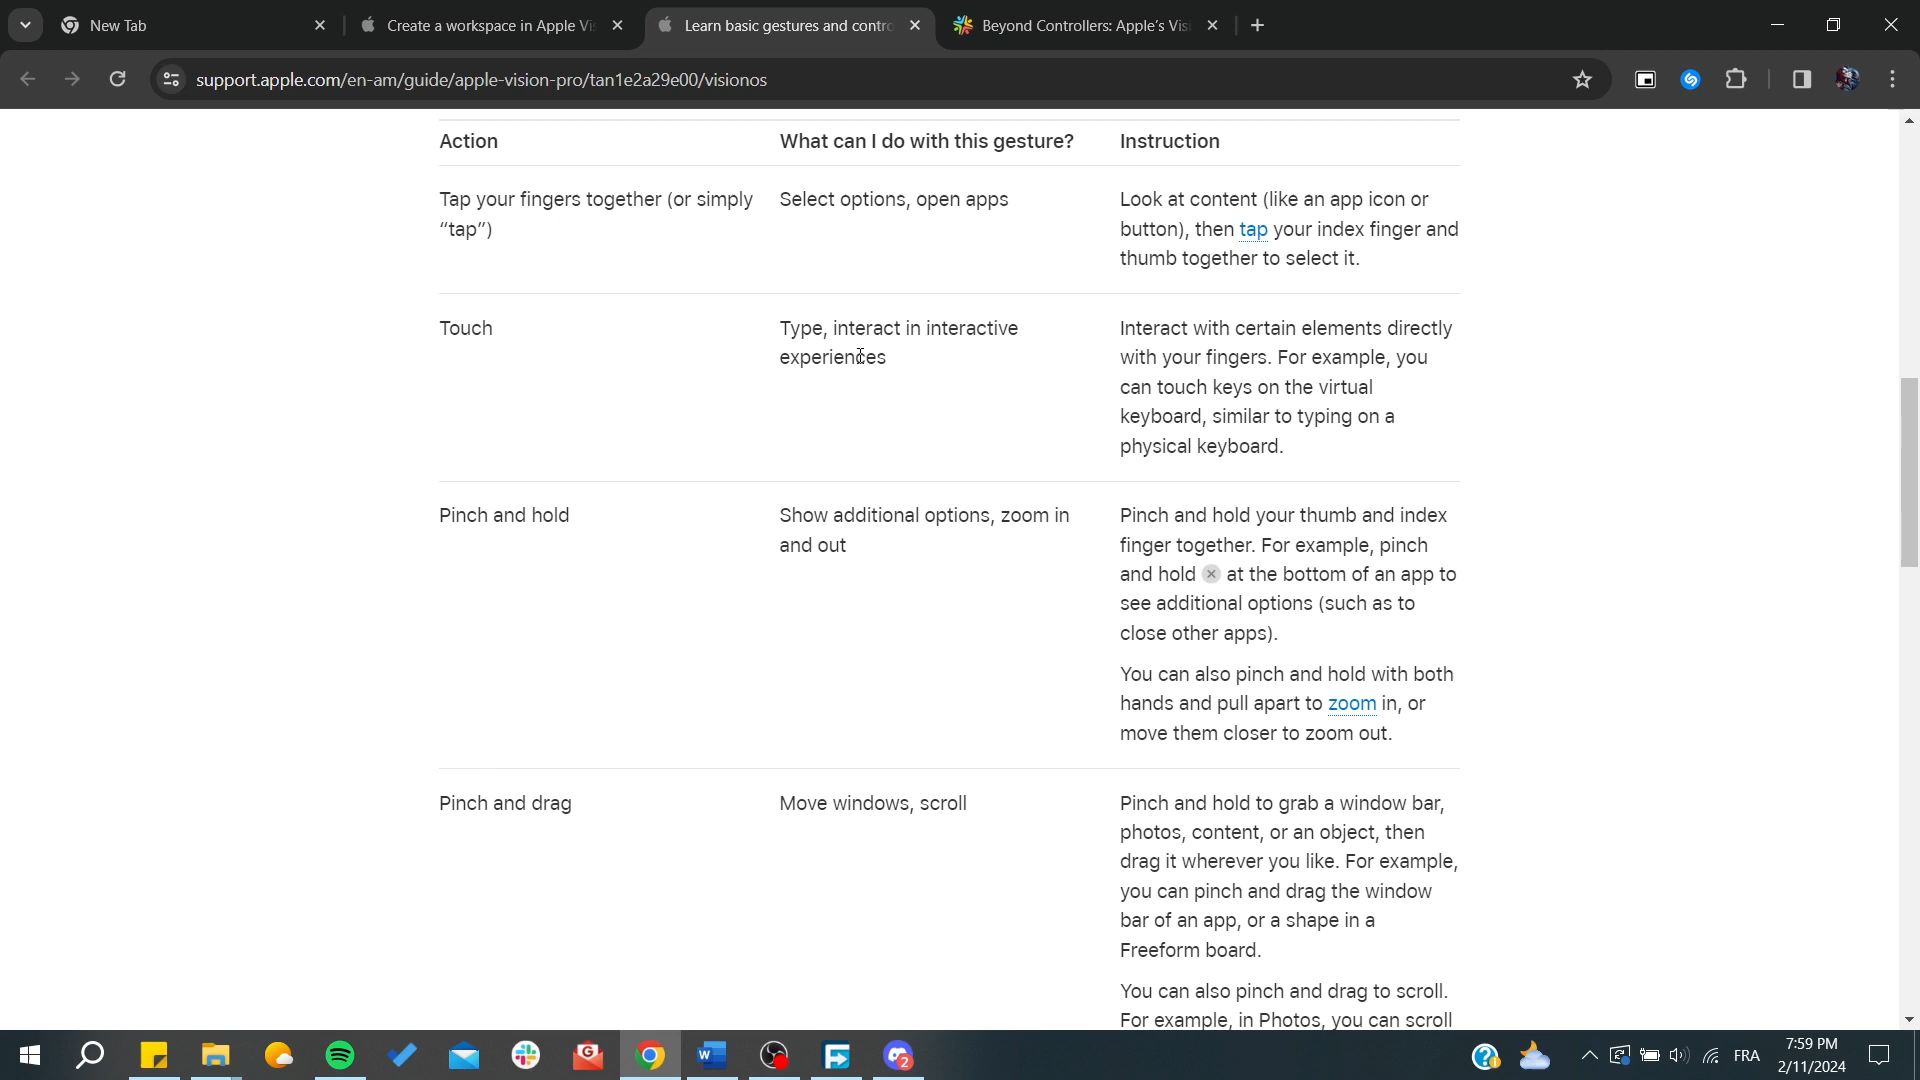 New Tab
Create a workspace in Apple Vis
Learn basic gestures and contro
Beyond Controllers: Apple's Visi
support.apple.com/en-am/guide/apple-vision-pro/tan1e2a29e00/visionos
Action
What can I do with this gesture?
Instruction
Tap your fingers together (or simply
“tap”)
Select options, open apps
Look at content (like an app icon or
button), then tap your index finger and
thumb together to select it.
Touch
Type, interact in interactive
experiences
Interact with certain elements directly
with your fingers. For example, you
can touch keys on the virtual
keyboard, similar to typing on a
physical keyboard.
Pinch and hold
Show additional options, zoom in
and out
Pinch and hold your thumb and index
finger together. For example, pinch
and hold at the bottom of an app to
see additional options (such as to
close other apps).
You can also pinch and hold with both
hands and pull apart to zoom in, or
move them closer to zoom out.
Pinch and drag
Move windows, scroll
Pinch and hold to grab a window bar,
photos, content, or an object, then
drag it wherever you like. For example,
you can pinch and drag the window
bar of an app, or a shape in a
Freeform board.
You can also pinch and drag to scroll.
For example, in Photos, you can scroll
2
FRA
7:59 PM
2/11/2024